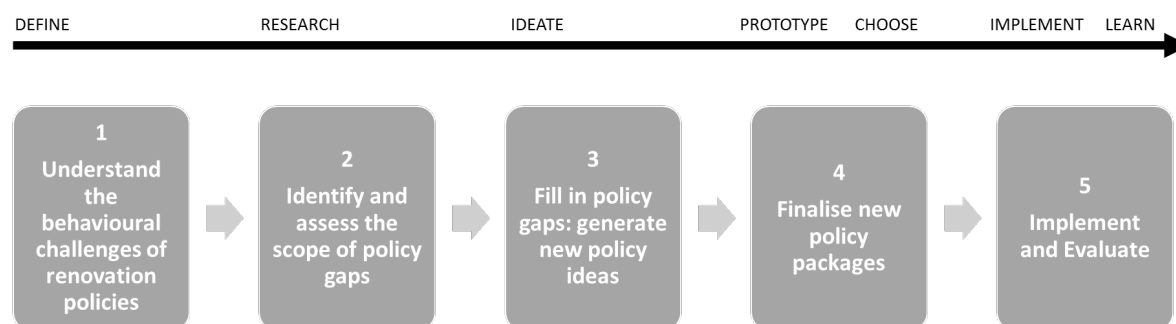 DEFINE RESEARCH IDEATE PROTOTYPE CHOOSE IMPLEMENT LEARN
1
Understand
the
behavioural
challenges of
renovation
policies
2
Identify and
assess the
scope of policy
gaps
3
Fill in policy
gaps: generate
new policy
ideas
4
Finalise new
policy
packages
5
Implement
and Evaluate